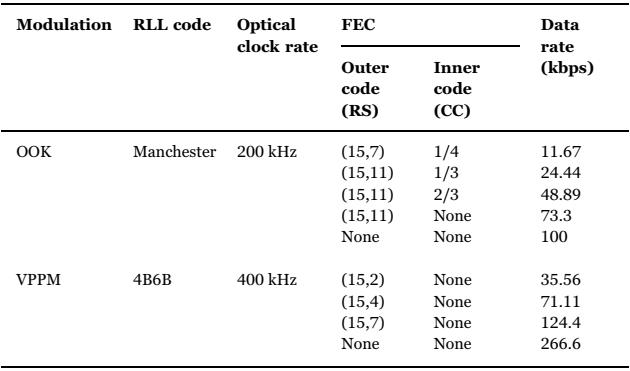 Modulation RLL code Optical clock rate FEC Data rate (kbps)
Outer code (RS) Inner code (CC)
OOK Manchester 200 kHz (15,7) 1/4 11.67
(15,11) 1/3 24.44
(15,11) 2/3 48.89
(15,11) None 73.3
None None 100
VPPM 4B6B 400 kHz (15,2) None 35.56
(15,4) None 71.11
(15,7) None 124.4
None None 266.6